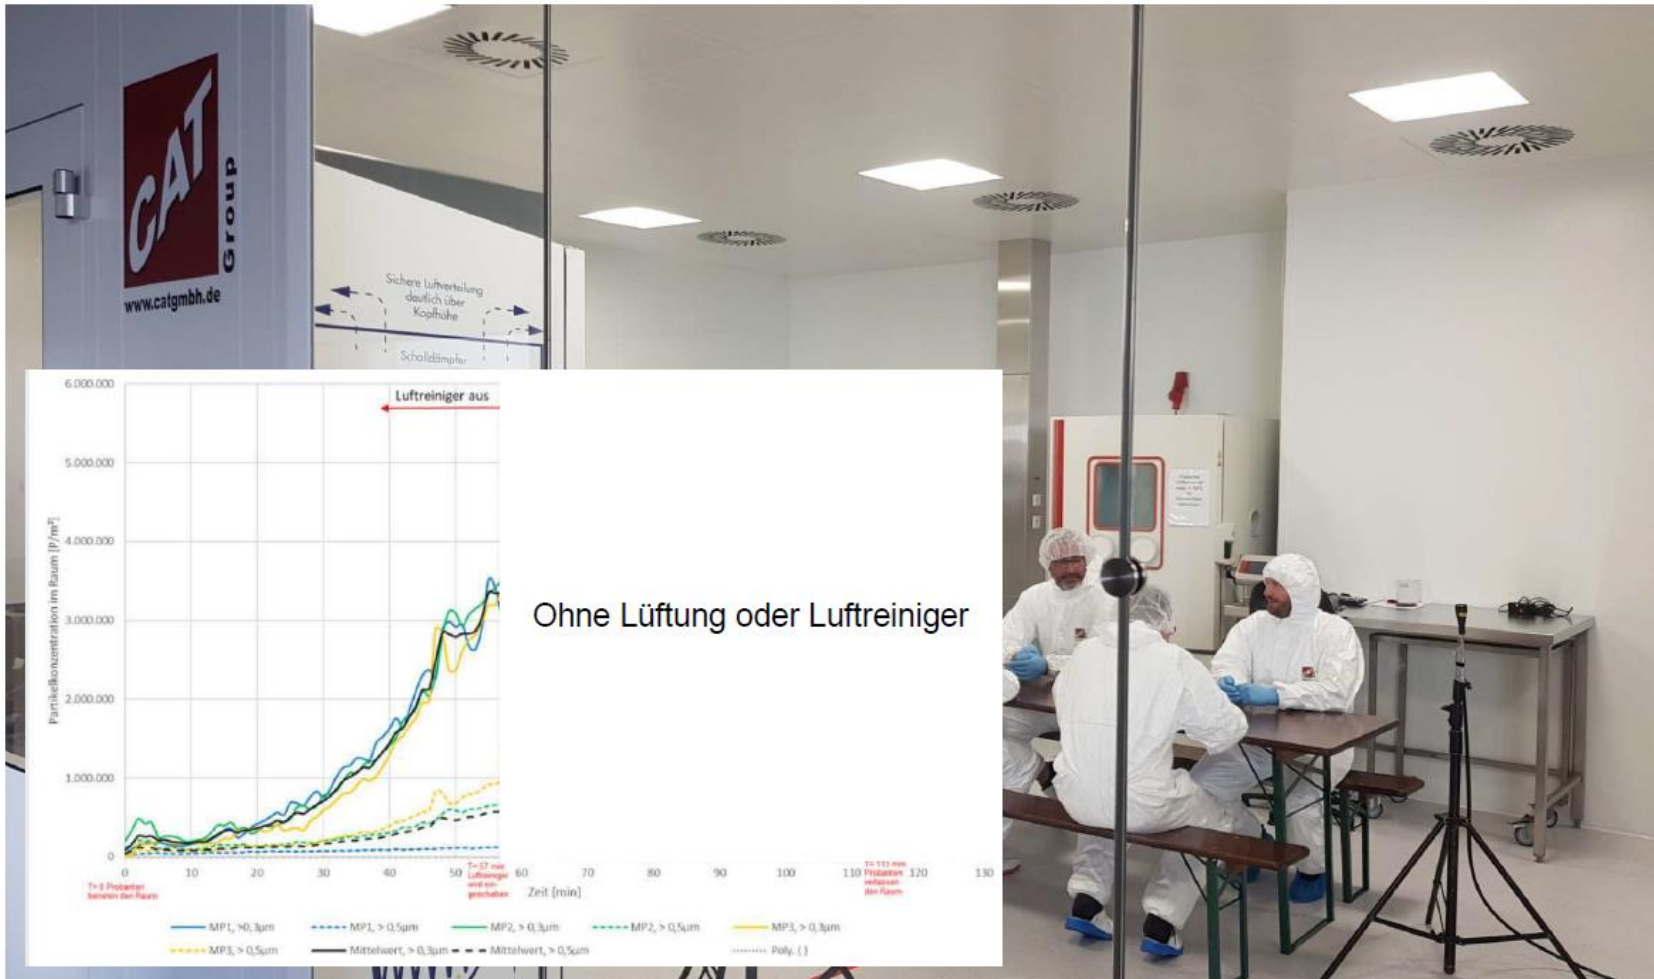 CAT
Group
www.catgmbh.de
Sichere Luftverteilung
deutlich über
Kopfhöhe
Schalldämpfer
Luftreiniger aus
6.000.000
5.000.000
4.000.000
3.000.000
2.000.000
1.000.000
0
Partikelkonzentration im Raum [P/m³]
Ohne Lüftung oder Luftreiniger
0 10 20 30 40 50 60 70 80 90 100 110 120 130
Zeit [min]
T= 0 Probanten
betreten den Raum
T= 57 min
Luftreiniger
wird ein-
geschalten
T= 113 min
Probanten
verlassen
den Raum
MP1, >0,3µm
MP1, > 0,5µm
MP2, > 0,3µm
MP2, > 0,5µm
MP3, > 0,3µm
MP3, > 0,5µm
Mittelwert, > 0,3µm
Mittelwert, > 0,5µm
Poly. ( )